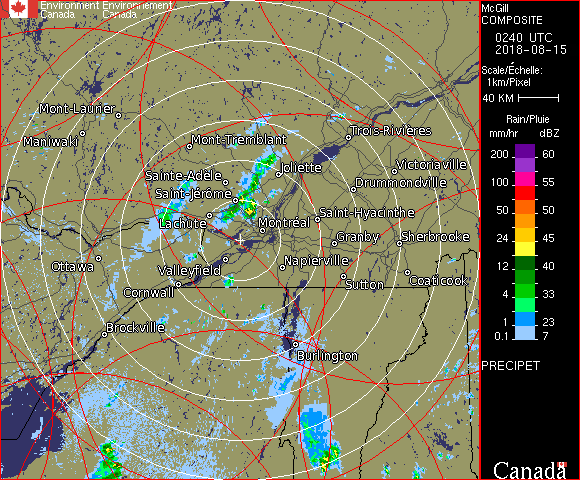 Environment Environnement
Canada Canada
McGill
COMPOSITE
0240 UTC
2018-08-15
Scale/Échelle:
1km/Pixel
40 KM
Rain/Pluie
mm/hr dBZ
200 60
100 55
50 50
24 45
12 40
4 33
1 23
0.1 7
PRECIPET
Canada
Mont-Laurier
Maniwaki
Mont-Tremblant
Trois-Rivières
Joliette
Victoriaville
Sainte-Adèle
Drummondville
Saint-Jérôme
Saint-Hyacinthe
Lachute
Montréal
Granby
Sherbrooke
Ottawa
Valleyfield
Napierville
Cornwall
Sutton
Coaticook
Brockville
Burlington